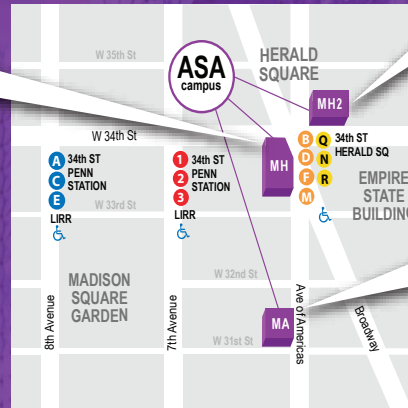 W 35th St
ASA
campus
HERALD
SQUARE
MH2
W 34th St
MH
A
C
E
34th ST
PENN
STATION
LIRR
1
2
3
34th ST
PENN
STATION
LIRR
B
D
F
M
Q
N
R
34th ST
HERALD SQ
EMPIRE
STATE
BUILDING
W 33rd St
W 32nd St
MADISON
SQUARE
GARDEN
MA
W 31st St
8th Avenue
7th Avenue
Ave of Americas
Broadway